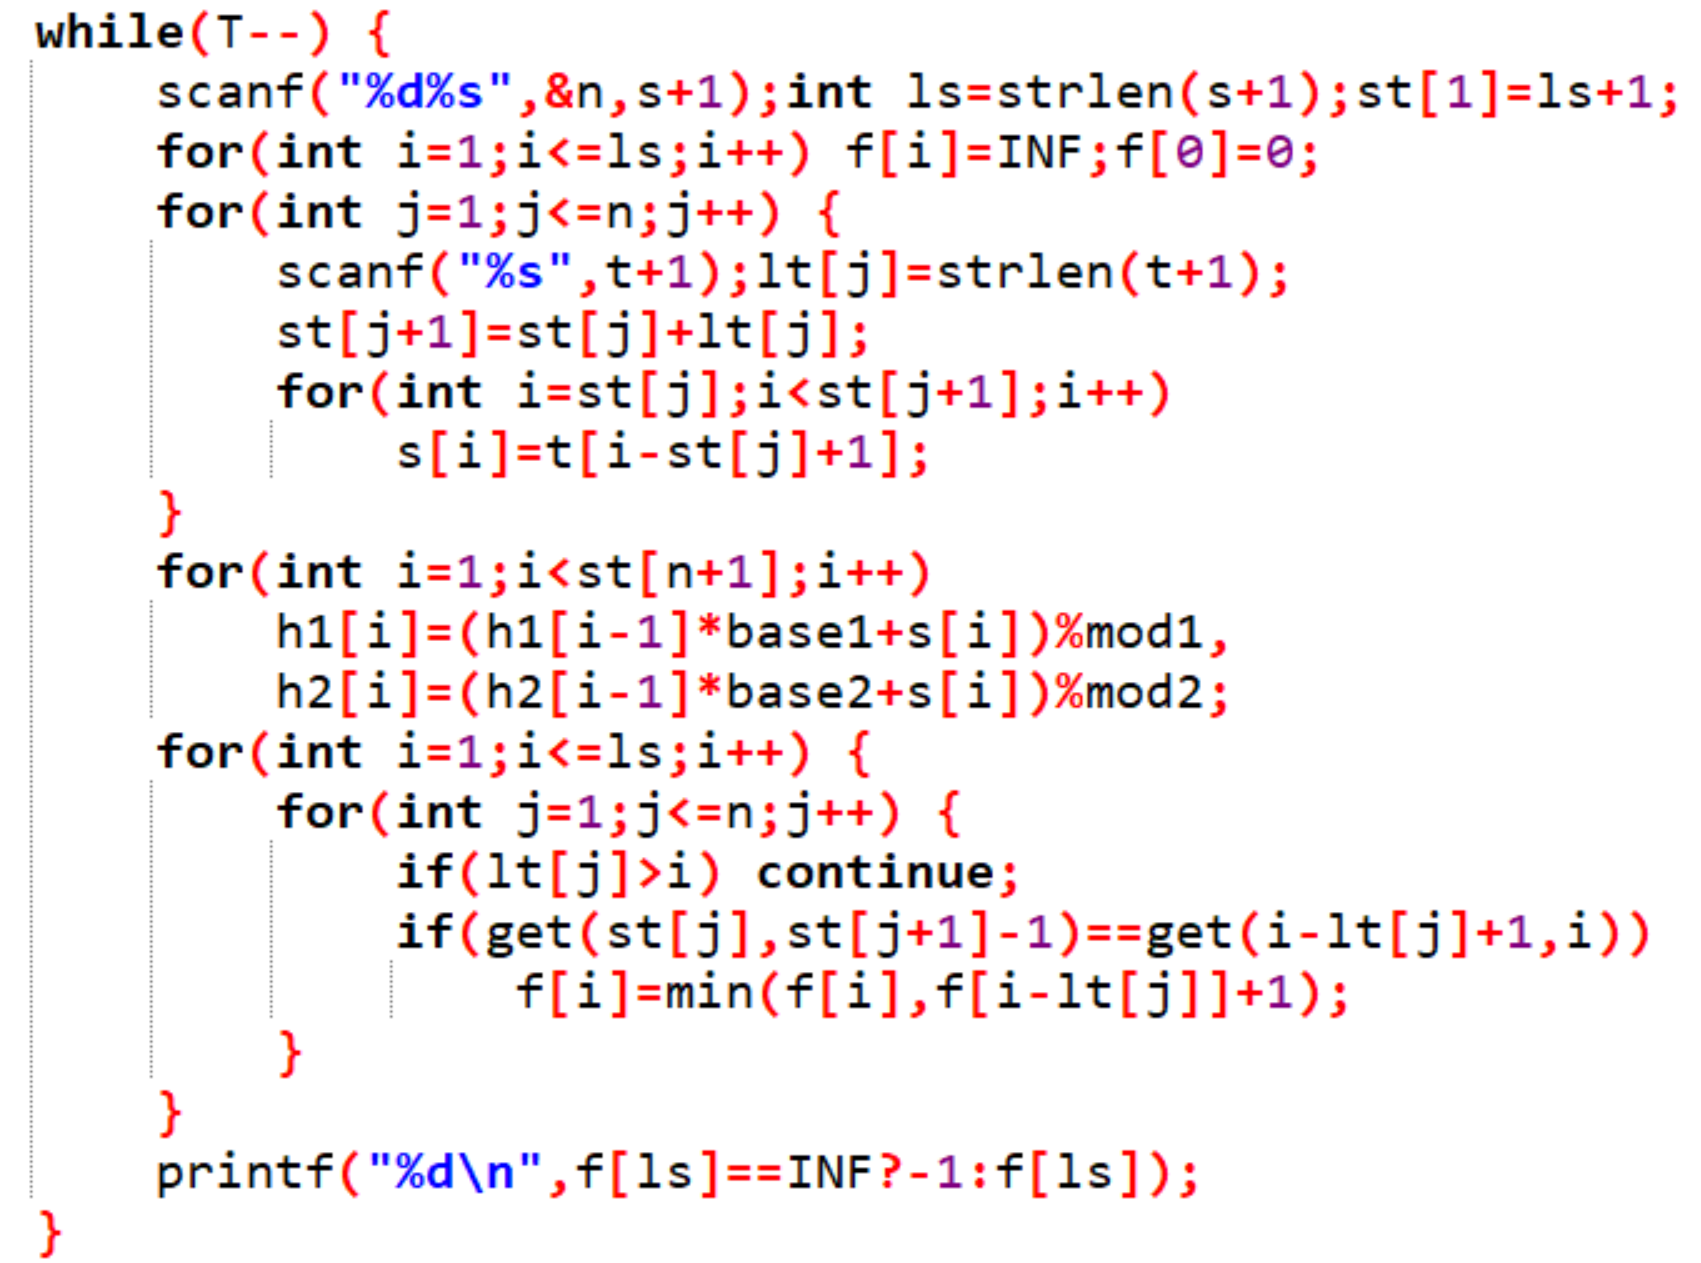 while(T--) {
    scanf("%d%s",&n,s+1);int ls=strlen(s+1);st[1]=ls+1;
    for(int i=1;i<=ls;i++) f[i]=INF;f[0]=0;
    for(int j=1;j<=n;j++) {
        scanf("%s",t+1);lt[j]=strlen(t+1);
        st[j+1]=st[j]+lt[j];
        for(int i=st[j];i<st[j+1];i++)
            s[i]=t[i-st[j]+1];
    }
    for(int i=1;i<st[n+1];i++)
        h1[i]=(h1[i-1]*base1+s[i])%mod1,
        h2[i]=(h2[i-1]*base2+s[i])%mod2;
    for(int i=1;i<=ls;i++) {
        for(int j=1;j<=n;j++) {
            if(lt[j]>i) continue;
            if(get(st[j],st[j+1]-1)==get(i-lt[j]+1,i))
                f[i]=min(f[i],f[i-lt[j]]+1);
        }
    }
    printf("%d\n",f[ls]==INF?-1:f[ls]);
}